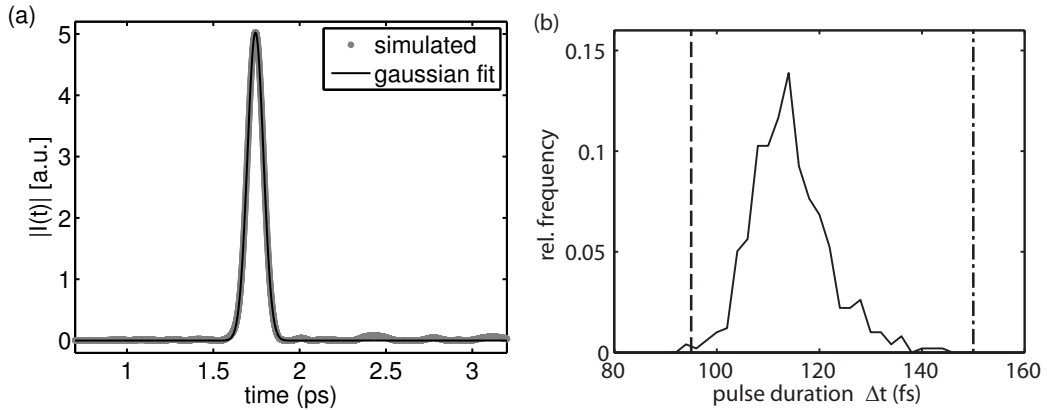 (a)
5
4
3
2
1
0
|I(t)| [a.u.]
simulated
gaussian fit
1
1.5
2
2.5
3
time (ps)
(b)
0.15
0.1
0.05
0
rel. frequency
80
100
120
140
160
pulse duration Δt (fs)